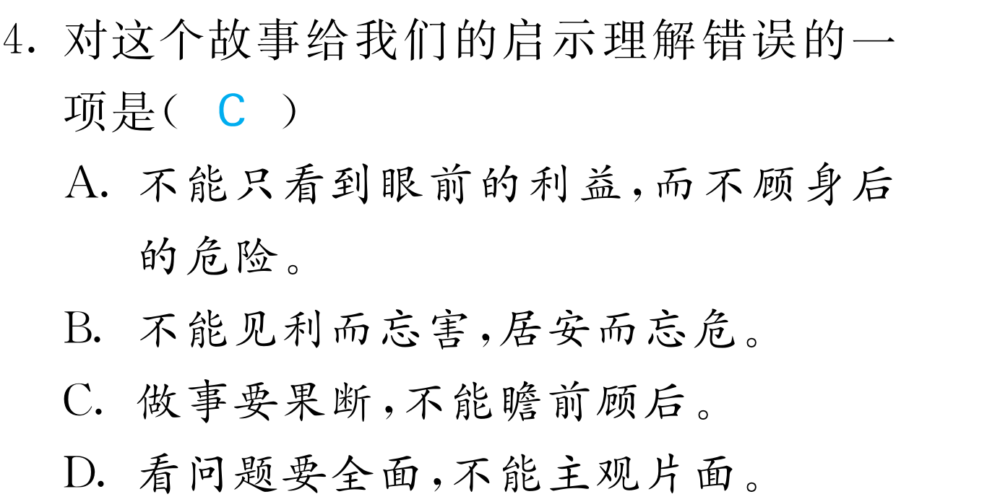 4. 对这个故事给我们的启示理解错误的一
项是( C )
A. 不能只看到眼前的利益,而不顾身后
的危险。
B. 不能见利而忘害,居安而忘危。
C. 做事要果断,不能瞻前顾后。
D. 看问题要全面,不能主观片面。